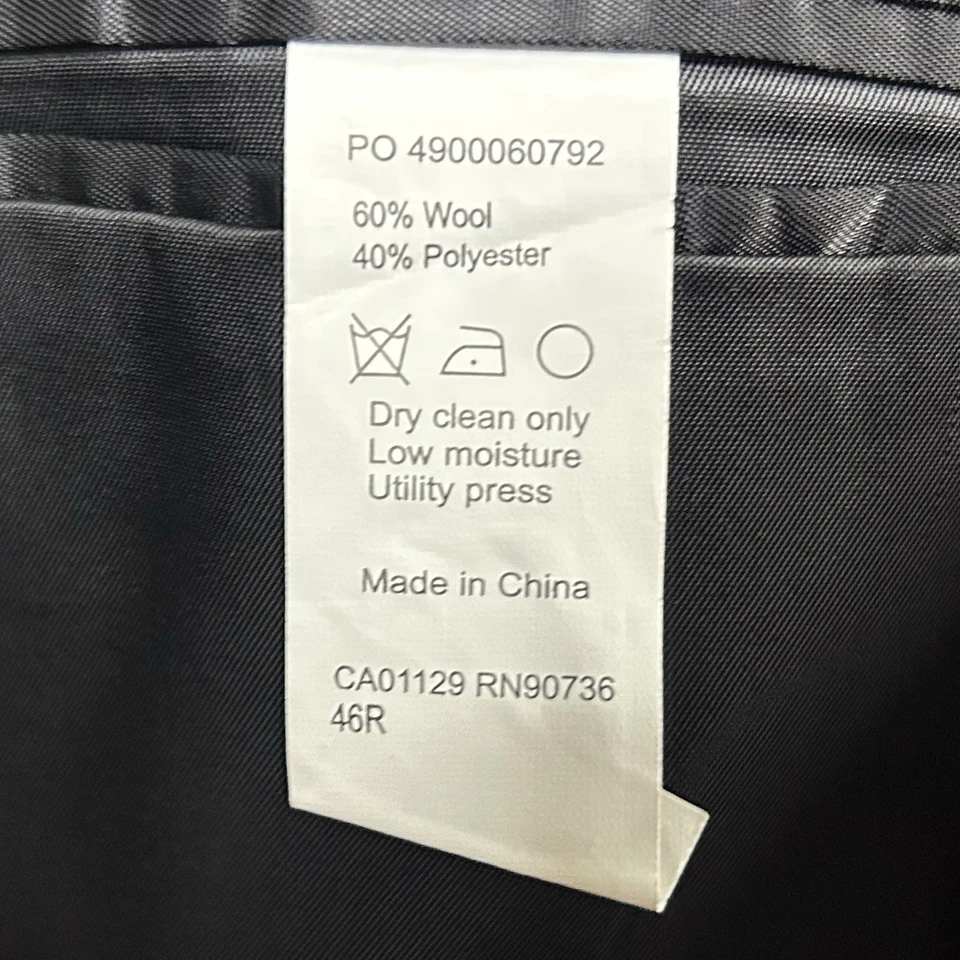 PO 4900060792
60% Wool
40% Polyester
Dry clean only
Low moisture
Utility press
Made in China
CA01129 RN90736
46R